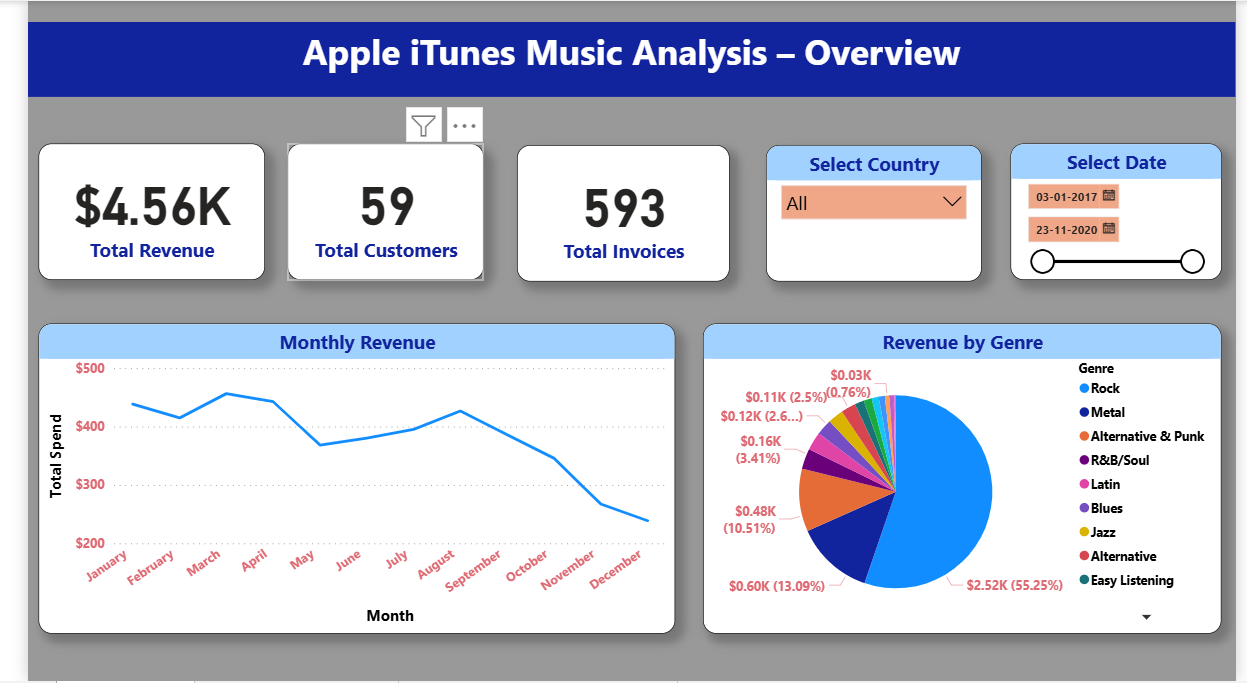 Apple iTunes Music Analysis – Overview
$4.56K
Total Revenue
59
Total Customers
593
Total Invoices
Select Country
All
Select Date
03-01-2017
23-11-2020
Monthly Revenue
Total Spend
$500
$400
$300
$200
January
February
March
April
May
June
July
August
September
October
November
December
Month
Revenue by Genre
$0.03K
(0.76%)
$0.11K (2.5%)
$0.12K (2.6...)
$0.16K
(3.41%)
$0.48K
(10.51%)
$0.60K (13.09%)
$2.52K (55.25%)
Genre
Rock
Metal
Alternative & Punk
R&B/Soul
Latin
Blues
Jazz
Alternative
Easy Listening